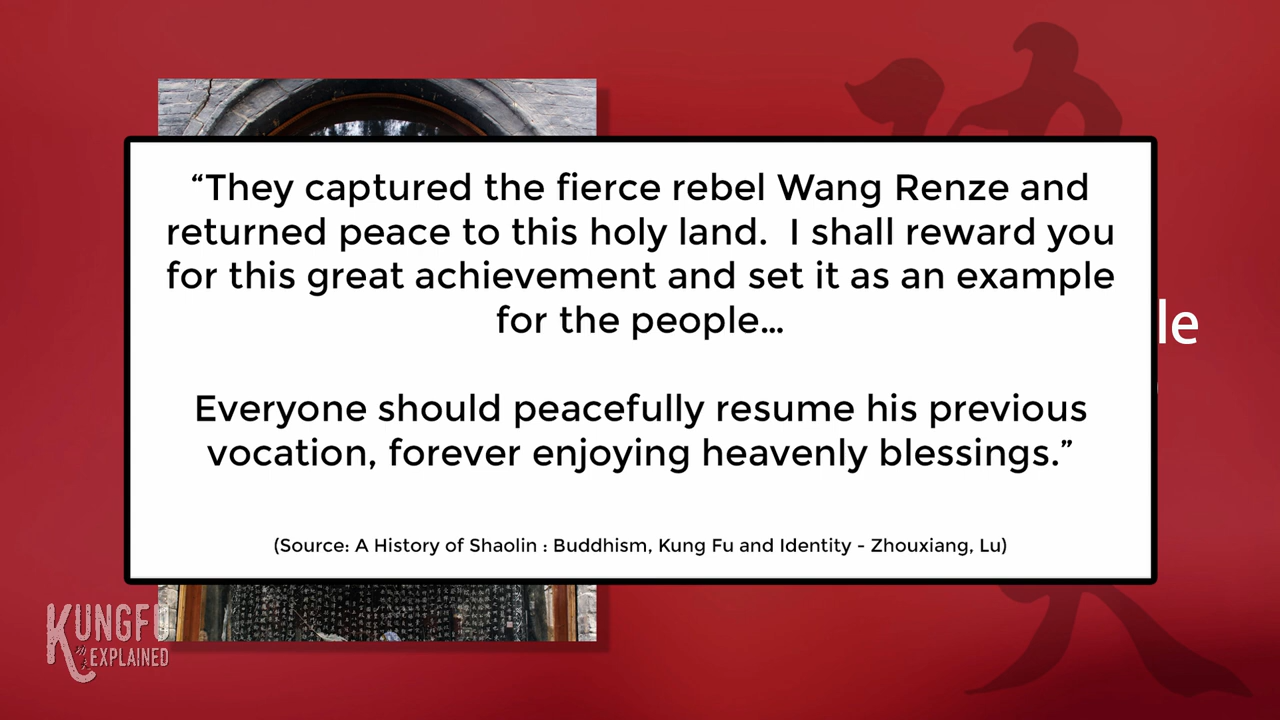 “They captured the fierce rebel Wang Renze and
returned peace to this holy land.  I shall reward you
for this great achievement and set it as an example
for the people…
Everyone should peacefully resume his previous
vocation, forever enjoying heavenly blessings.”
(Source: A History of Shaolin : Buddhism, Kung Fu and Identity - Zhouxiang, Lu)
le
KUNGFU
EXPLAINED